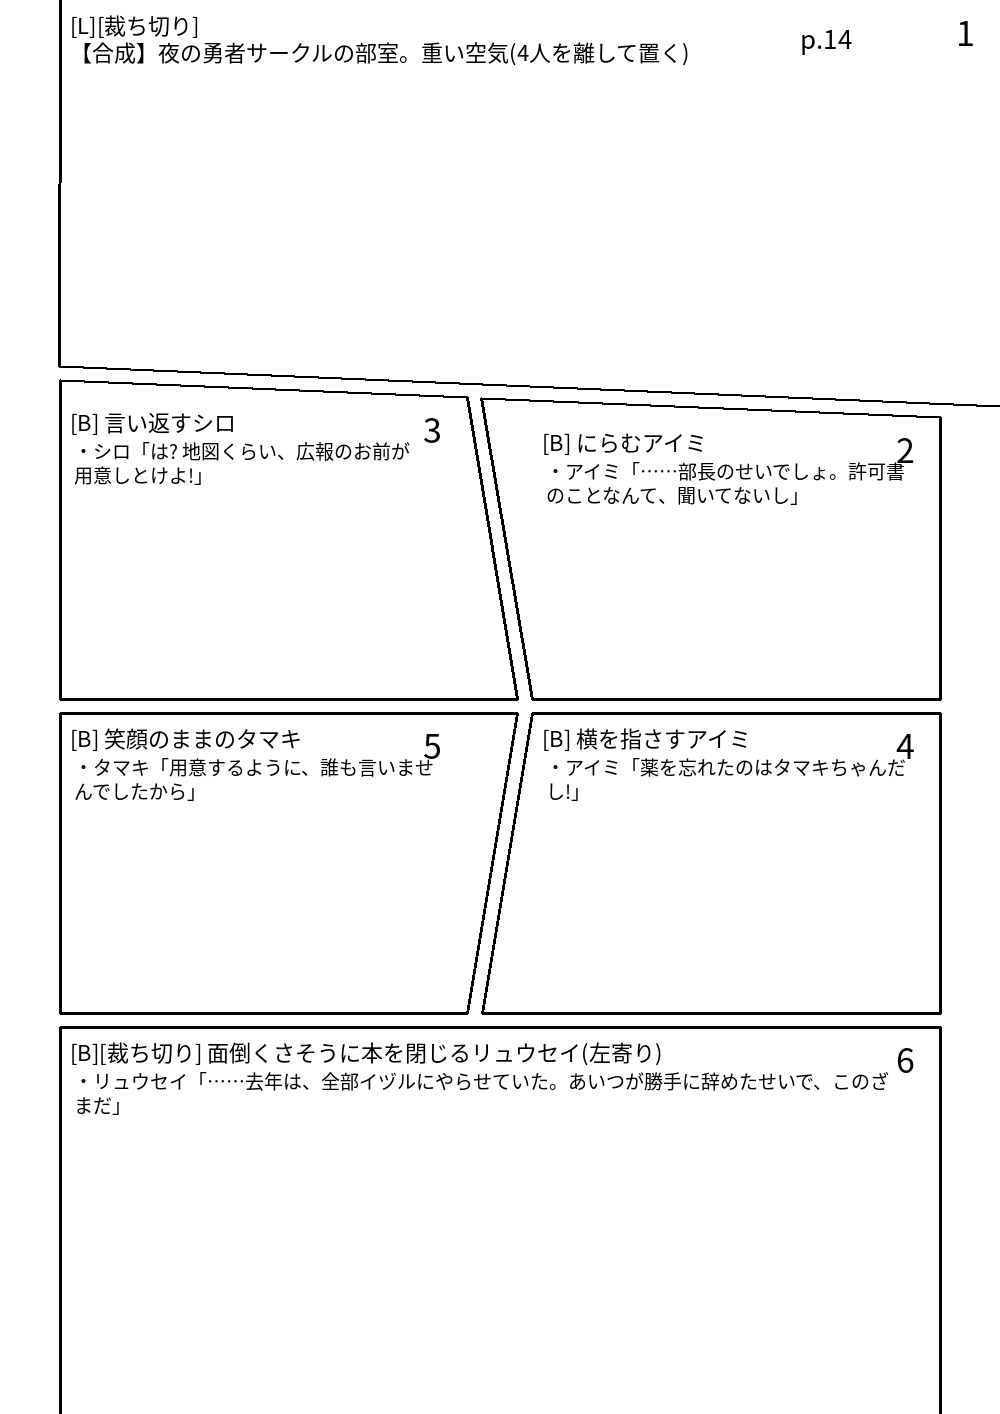 [L][裁ち切り]
【合成】夜の勇者サークルの部室。重い空気(4人を離して置く)
p.14
1
[B] にらむアイミ
2
・アイミ「……部長のせいでしょ。許可書
のことなんて、聞いてないし」
[B] 言い返すシロ
3
・シロ「は? 地図くらい、広報のお前が
用意しとけよ!」
[B] 横を指さすアイミ
4
・アイミ「薬を忘れたのはタマキちゃんだ
し!」
[B] 笑顔のままのタマキ
5
・タマキ「用意するように、誰も言いませ
んでしたから」
[B][裁ち切り] 面倒くさそうに本を閉じるリュウセイ(左寄り)
6
・リュウセイ「……去年は、全部イヅルにやらせていた。あいつが勝手に辞めたせいで、このざ
まだ」